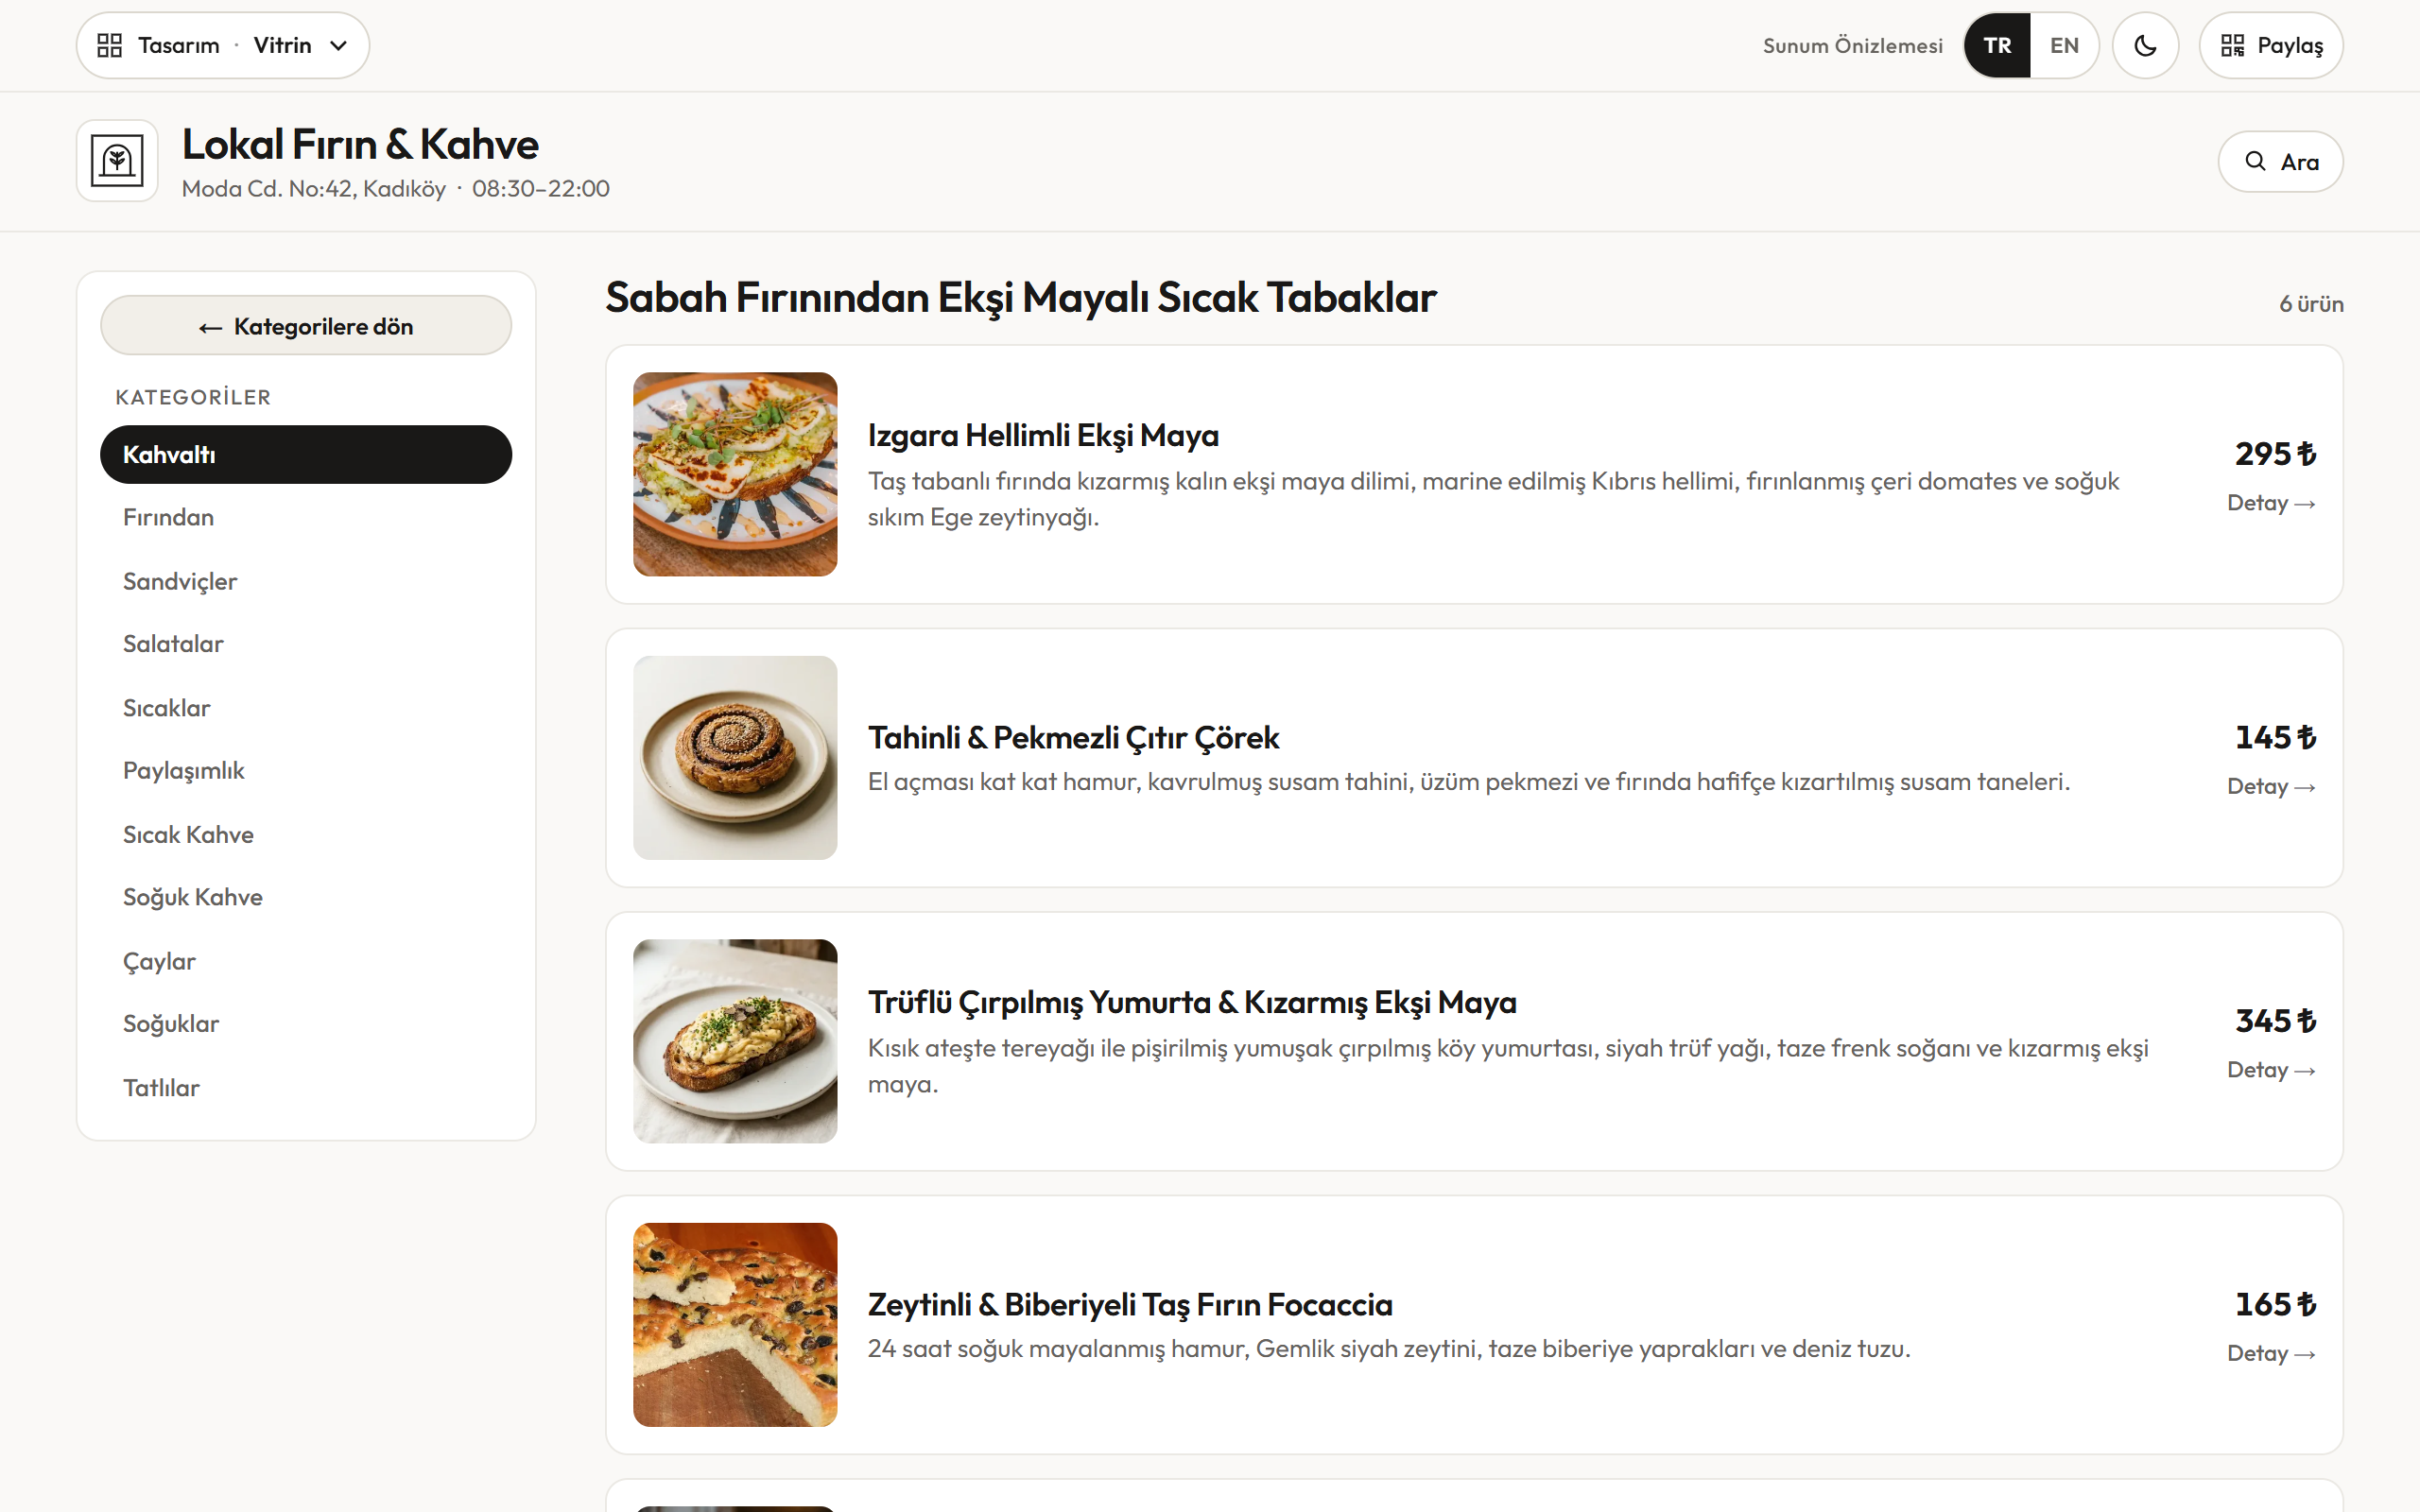 Tasarım · Vitrin
Sunum Önizlemesi
TR
EN
Paylaş
Lokal Fırın & Kahve
Moda Cd. No:42, Kadıköy · 08:30–22:00
Ara
← Kategorilere dön
KATEGORİLER
Kahvaltı
Fırından
Sandviçler
Salatalar
Sıcaklar
Paylaşımlık
Sıcak Kahve
Soğuk Kahve
Çaylar
Soğuklar
Tatlılar
Sabah Fırınından Ekşi Mayalı Sıcak Tabaklar
6 ürün
Izgara Hellimli Ekşi Maya
Taş tabanlı fırında kızarmış kalın ekşi maya dilimi, marine edilmiş Kıbrıs hellimi, fırınlanmış çeri domates ve soğuk
sıkım Ege zeytinyağı.
295 ₺
Detay →
Tahinli & Pekmezli Çıtır Çörek
El açması kat kat hamur, kavrulmuş susam tahini, üzüm pekmezi ve fırında hafifçe kızartılmış susam taneleri.
145 ₺
Detay →
Trüflü Çırpılmış Yumurta & Kızarmış Ekşi Maya
Kısık ateşte tereyağı ile pişirilmiş yumuşak çırpılmış köy yumurtası, siyah trüf yağı, taze frenk soğanı ve kızarmış ekşi
maya.
345 ₺
Detay →
Zeytinli & Biberiyeli Taş Fırın Focaccia
24 saat soğuk mayalanmış hamur, Gemlik siyah zeytini, taze biberiye yaprakları ve deniz tuzu.
165 ₺
Detay →